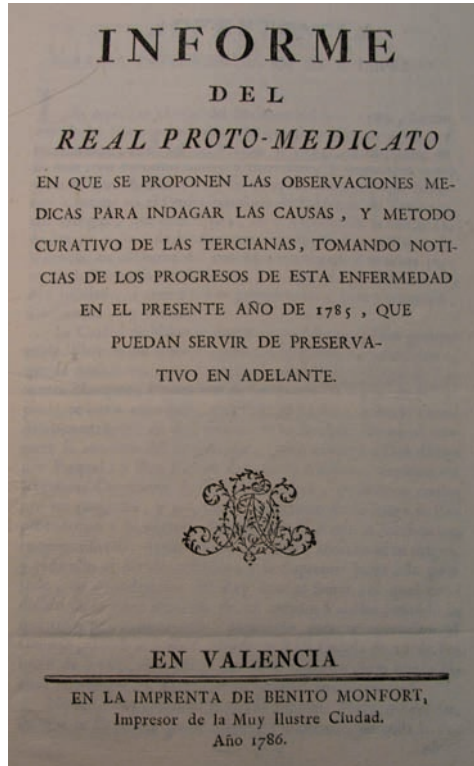 INFORME
DEL
REAL PROTO-MEDICATO
EN QUE SE PROPONEN LAS OBSERVACIONES ME-
DICAS PARA INDAGAR LAS CAUSAS , Y METODO
CURATIVO DE LAS TERCIANAS, TOMANDO NOTI-
CIAS DE LOS PROGRESOS DE ESTA ENFERMEDAD
EN EL PRESENTE AÑO DE 1785 , QUE
PUEDAN SERVIR DE PRESERVA-
TIVO EN ADELANTE.
EN VALENCIA
EN LA IMPRENTA DE BENITO MONFORT,
Impresor de la Muy Ilustre Ciudad.
Año 1786.